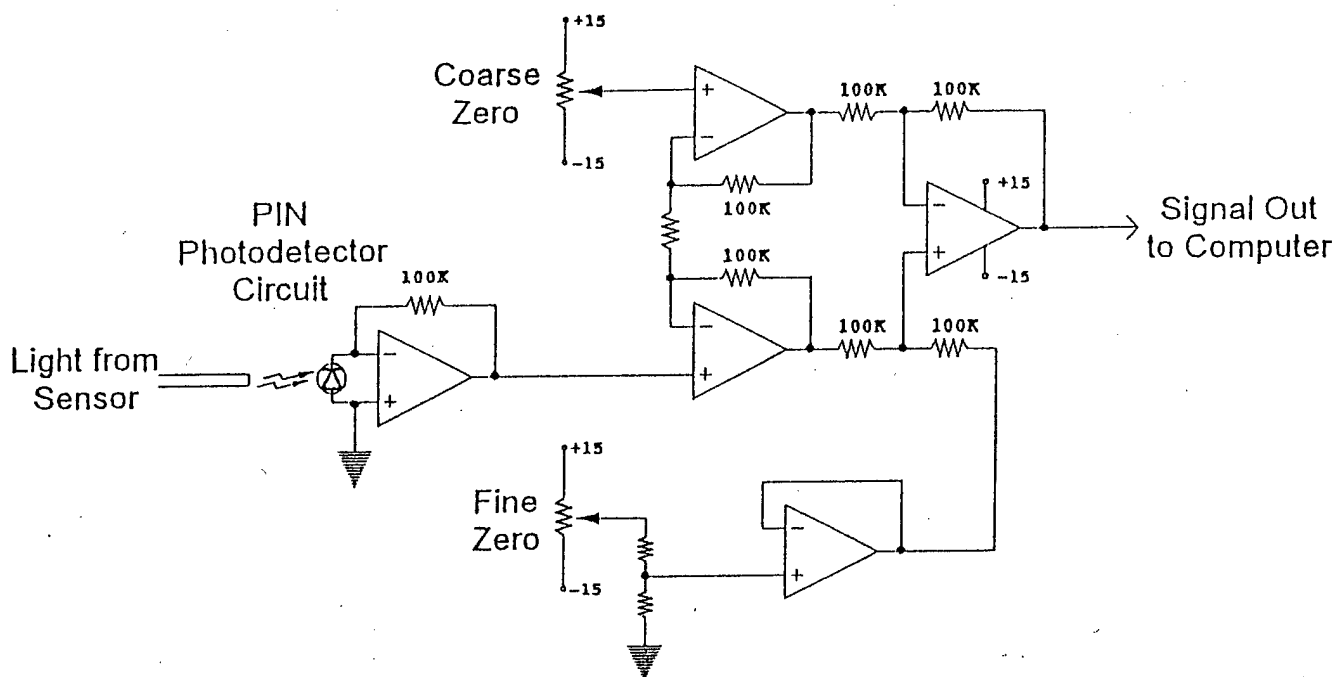 +15
Coarse
Zero
-15
100K
100K
100K
+15
-15
Signal Out
to Computer
PIN
Photodetector
Circuit
100K
100K
100K
100K
Light from
Sensor
+15
Fine
Zero
-15